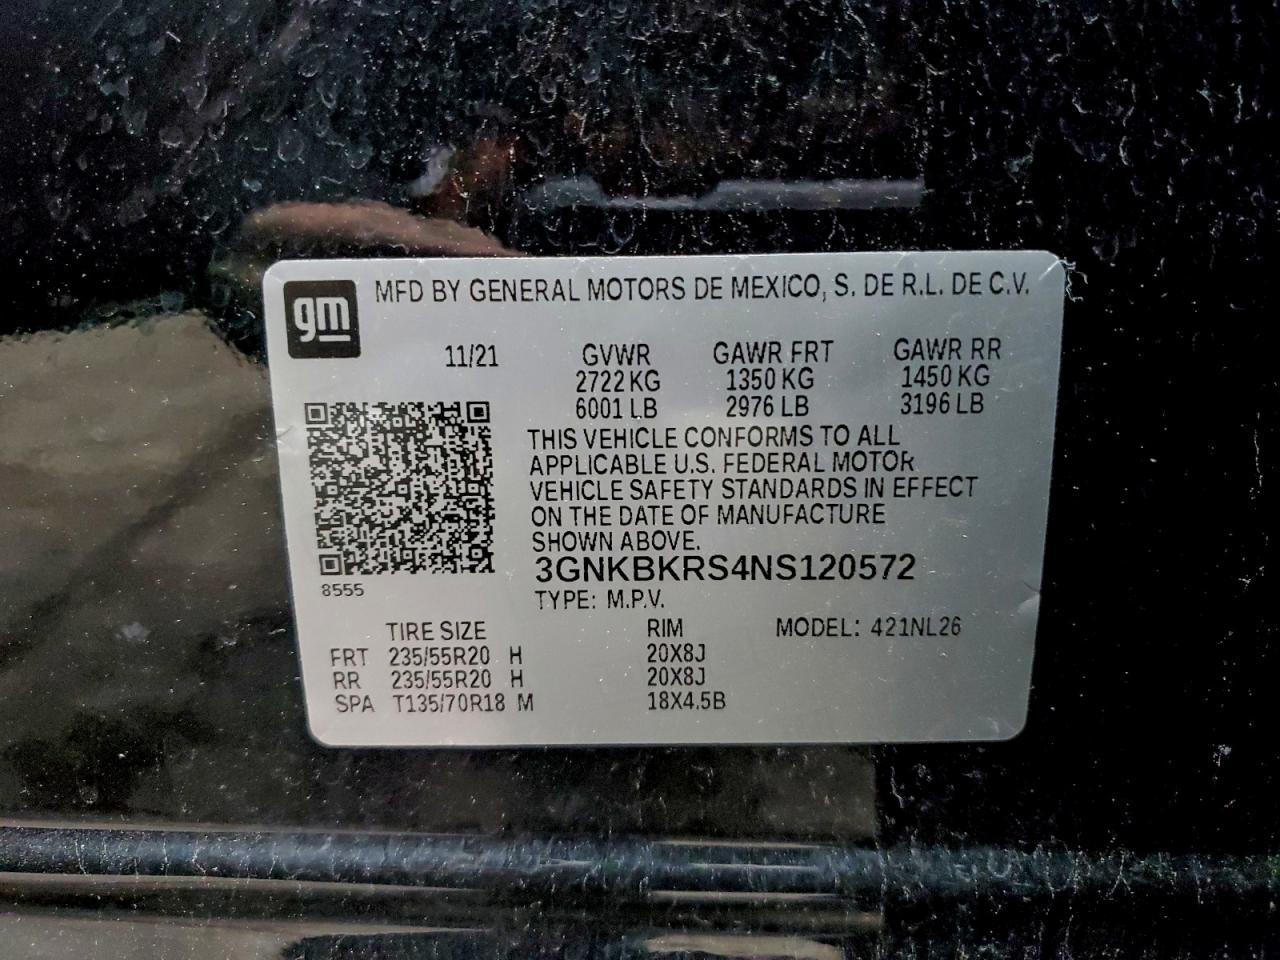 gm
MFD BY GENERAL MOTORS DE MEXICO, S. DE R.L. DE C.V.
11/21 GVWR GAWR FRT GAWR RR
2722 KG 1350 KG 1450 KG
6001 LB 2976 LB 3196 LB
THIS VEHICLE CONFORMS TO ALL
APPLICABLE U.S. FEDERAL MOTOR
VEHICLE SAFETY STANDARDS IN EFFECT
ON THE DATE OF MANUFACTURE
SHOWN ABOVE.
3GNKBKRS4NS120572
8555
TYPE: M.P.V.
TIRE SIZE RIM MODEL: 421NL26
FRT 235/55R20 H 20X8J
RR 235/55R20 H 20X8J
SPA T135/70R18 M 18X4.5B